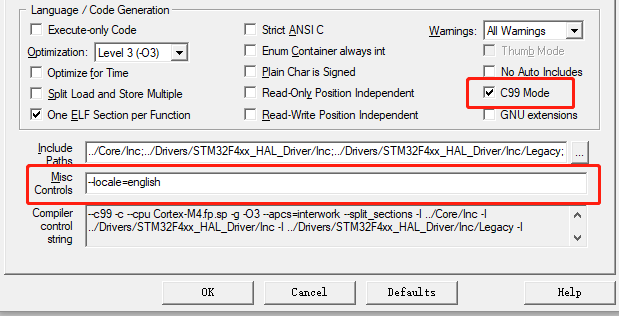 Language / Code Generation
Execute-only Code
Strict ANSI C
Warnings: All Warnings
Optimization: Level 3 (-O3)
Enum Container always int
Thumb Mode
Optimize for Time
Plain Char is Signed
No Auto Includes
Split Load and Store Multiple
Read-Only Position Independent
C99 Mode
One ELF Section per Function
Read-Write Position Independent
GNU extensions
Include Paths
../Core/Inc;../Drivers/STM32F4xx_HAL_Driver/Inc;../Drivers/STM32F4xx_HAL_Driver/Inc/Legacy;
...
Misc Controls
--locale=english
Compiler control string
--c99 -c --cpu Cortex-M4.fp.sp -g -O3 --apcs=interwork --split_sections -I ../Core/Inc -I
../Drivers/STM32F4xx_HAL_Driver/Inc -I ../Drivers/STM32F4xx_HAL_Driver/Inc/Legacy -I
OK
Cancel
Defaults
Help